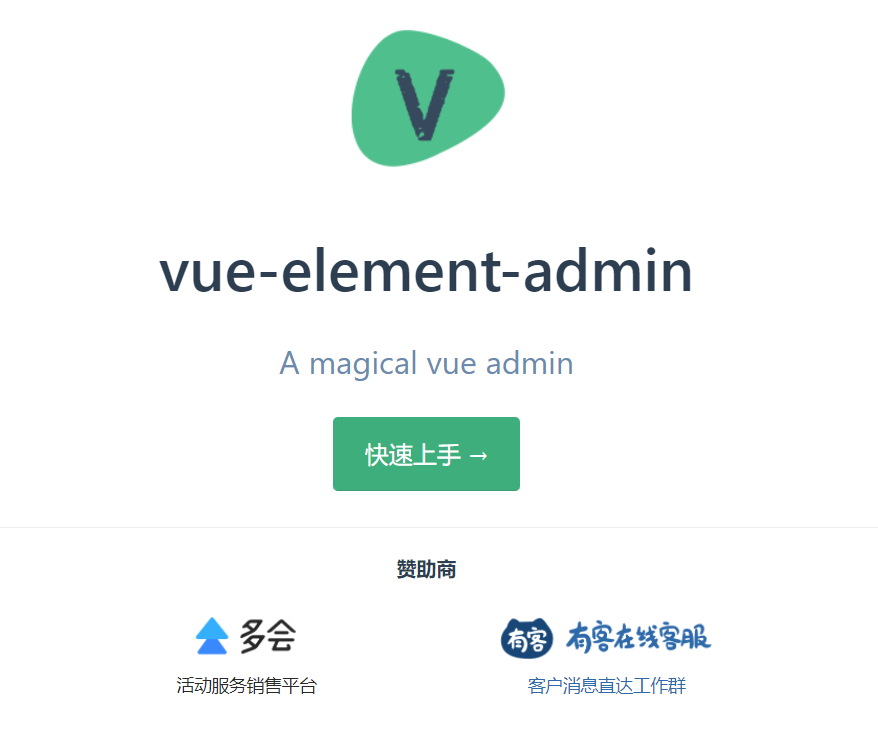 V
vue-element-admin
A magical vue admin
快速上手 →
赞助商
多会
有客 有客在线客服
活动服务销售平台
客户消息直达工作群